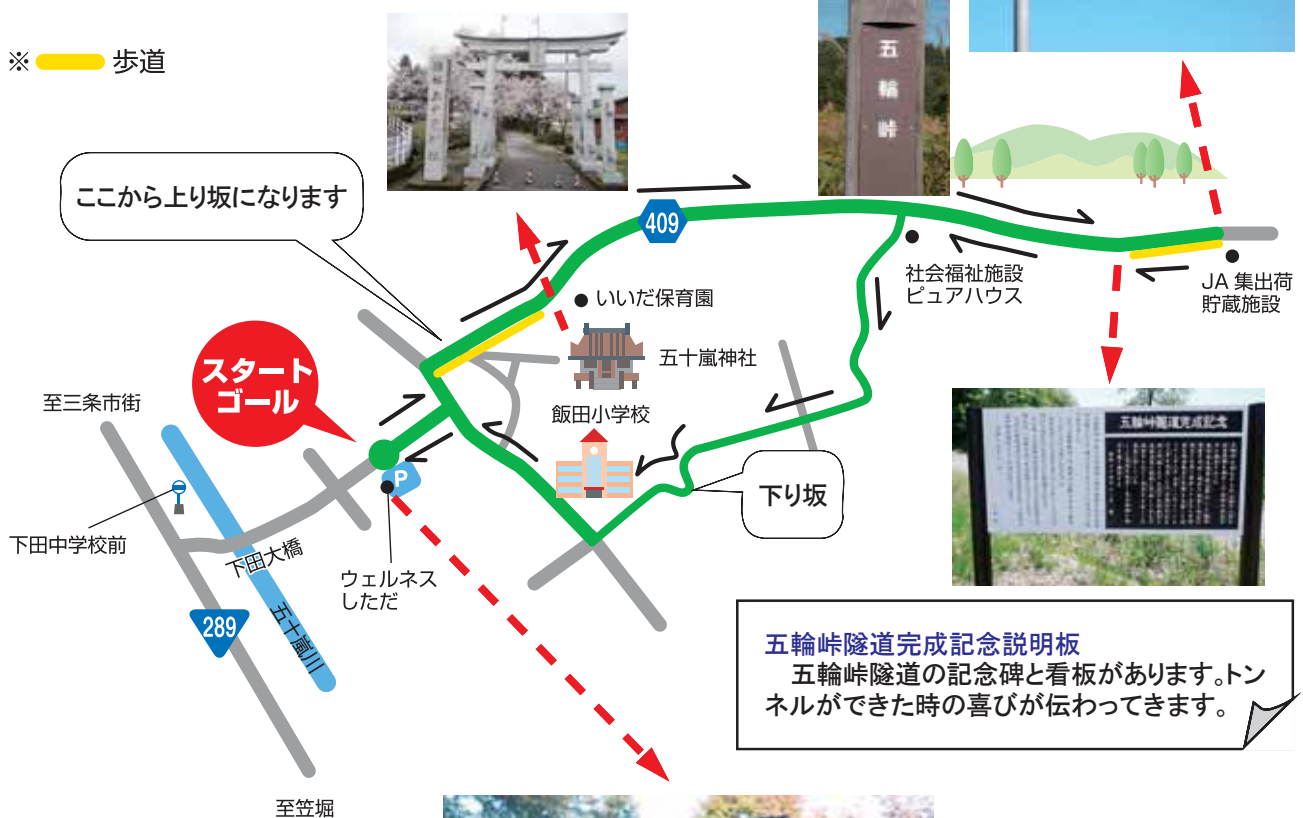 ※ 歩道
五輪峠
ここから上り坂になります
409
いいだ保育園
社会福祉施設
ピュアハウス
JA 集出荷
貯蔵施設
五十嵐神社
スタート
ゴール
至三条市街
飯田小学校
P
下り坂
五輪峠隧道完成記念
下田中学校前
下田大橋
ウェルネス
しただ
289
五十嵐川
五輪峠隧道完成記念説明板
五輪峠隧道の記念碑と看板があります。トン
ネルができた時の喜びが伝わってきます。
至笠堀